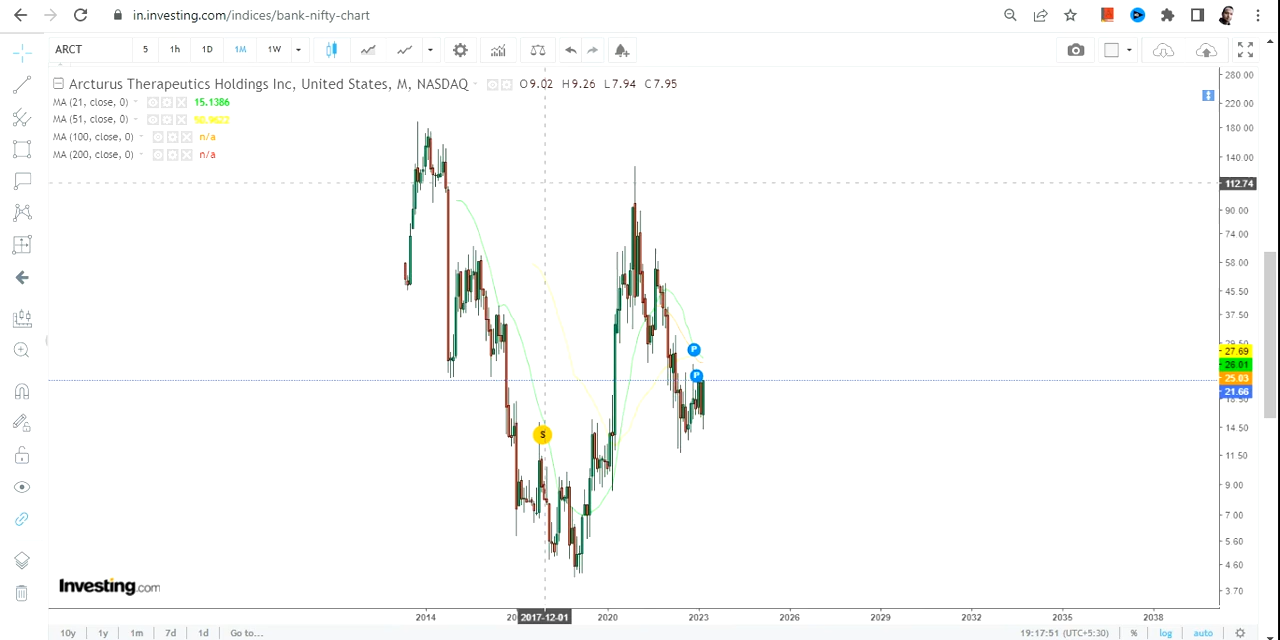 in.investing.com/indices/bank-nifty-chart
ARCT 5 1h 1D 1M 1W
Arcturus Therapeutics Holdings Inc, United States, M, NASDAQ O9.02 H9.26 L7.94 C7.95
MA (21, close, 0) 15.1386
MA (51, close, 0)
MA (100, close, 0) n/a
MA (200, close, 0) n/a
280.00
220.00
180.00
140.00
112.74
90.00
74.00
58.00
45.50
37.50
27.69
26.01
25.03
21.66
14.50
11.50
9.00
7.00
5.60
4.60
3.70
P
P
S
Investing.com
2014 2017-12-01 2020 2023 2026 2029 2032 2035 2038
10y 1y 1m 7d 1d Go to... 19:17:51 (UTC+5:30) % log auto